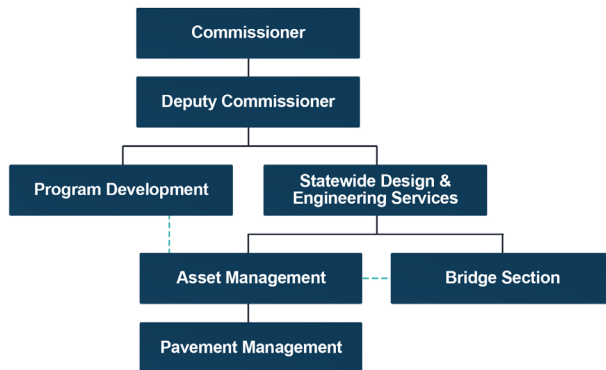 Commissioner
Deputy Commissioner
Program Development
Statewide Design &
Engineering Services
Asset Management
Bridge Section
Pavement Management